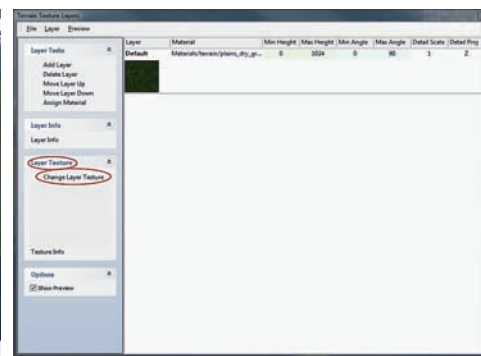 Terrain Texture Layers
File Layer Preview
Layer Tasks
Add Layer
Delete Layer
Move Layer Up
Move Layer Down
Assign Material
Layer Info
Layer Info
Layer Texture
Change Layer Texture
Texture Info
Options
Show Preview
Layer Material Min Height Max Height Min Angle Max Angle Detail Scale Detail Proj
Default Materials/terrain/plains_dry_gr... 0 1024 0 90 1 Z